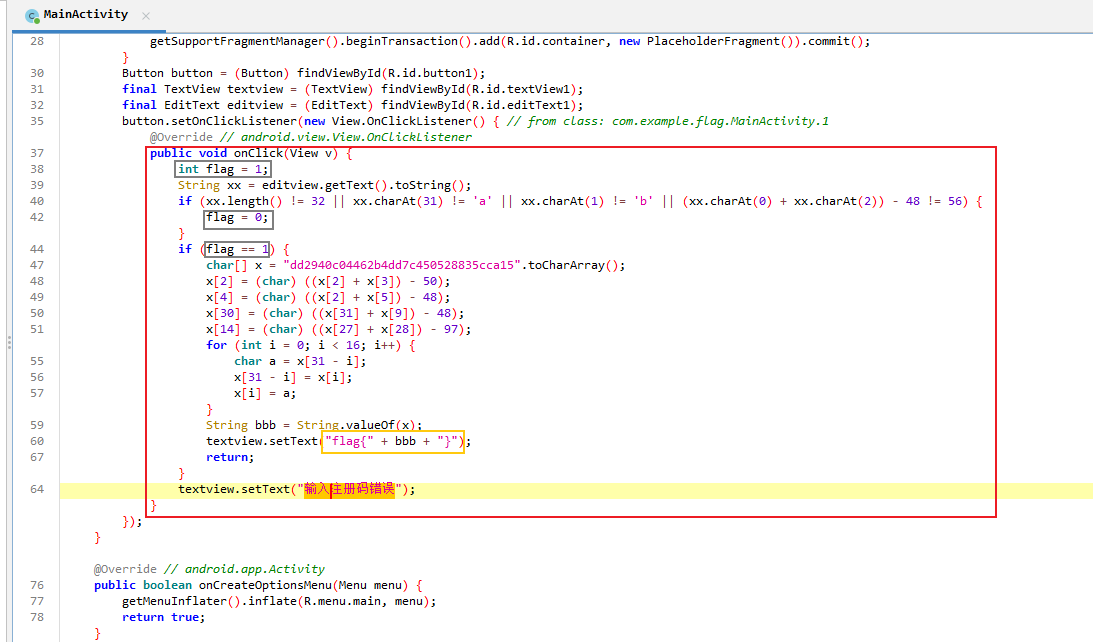 MainActivity
28 getSupportFragmentManager().beginTransaction().add(R.id.container, new PlaceholderFragment()).commit();
}
30 Button button = (Button) findViewById(R.id.button1);
31 final TextView textview = (TextView) findViewById(R.id.textView1);
32 final EditText editview = (EditText) findViewById(R.id.editText1);
35 button.setOnClickListener(new View.OnClickListener() { // from class: com.example.flag.MainActivity.1
@Override // android.view.View.OnClickListener
37 public void onClick(View v) {
38 int flag = 1;
39 String xx = editview.getText().toString();
40 if (xx.length() != 32 || xx.charAt(31) != 'a' || xx.charAt(1) != 'b' || (xx.charAt(0) + xx.charAt(2)) - 48 != 56) {
42 flag = 0;
}
44 if (flag == 1) {
47 char[] x = "dd2940c04462b4dd7c450528835cca15".toCharArray();
48 x[2] = (char) ((x[2] + x[3]) - 50);
49 x[4] = (char) ((x[2] + x[5]) - 48);
50 x[30] = (char) ((x[31] + x[9]) - 48);
51 x[14] = (char) ((x[27] + x[28]) - 97);
for (int i = 0; i < 16; i++) {
55 char a = x[31 - i];
56 x[31 - i] = x[i];
57 x[i] = a;
}
59 String bbb = String.valueOf(x);
60 textview.setText("flag{" + bbb + "}");
67 return;
}
64 textview.setText("输入注册码错误");
}
});
}
@Override // android.app.Activity
76 public boolean onCreateOptionsMenu(Menu menu) {
77 getMenuInflater().inflate(R.menu.main, menu);
78 return true;
}